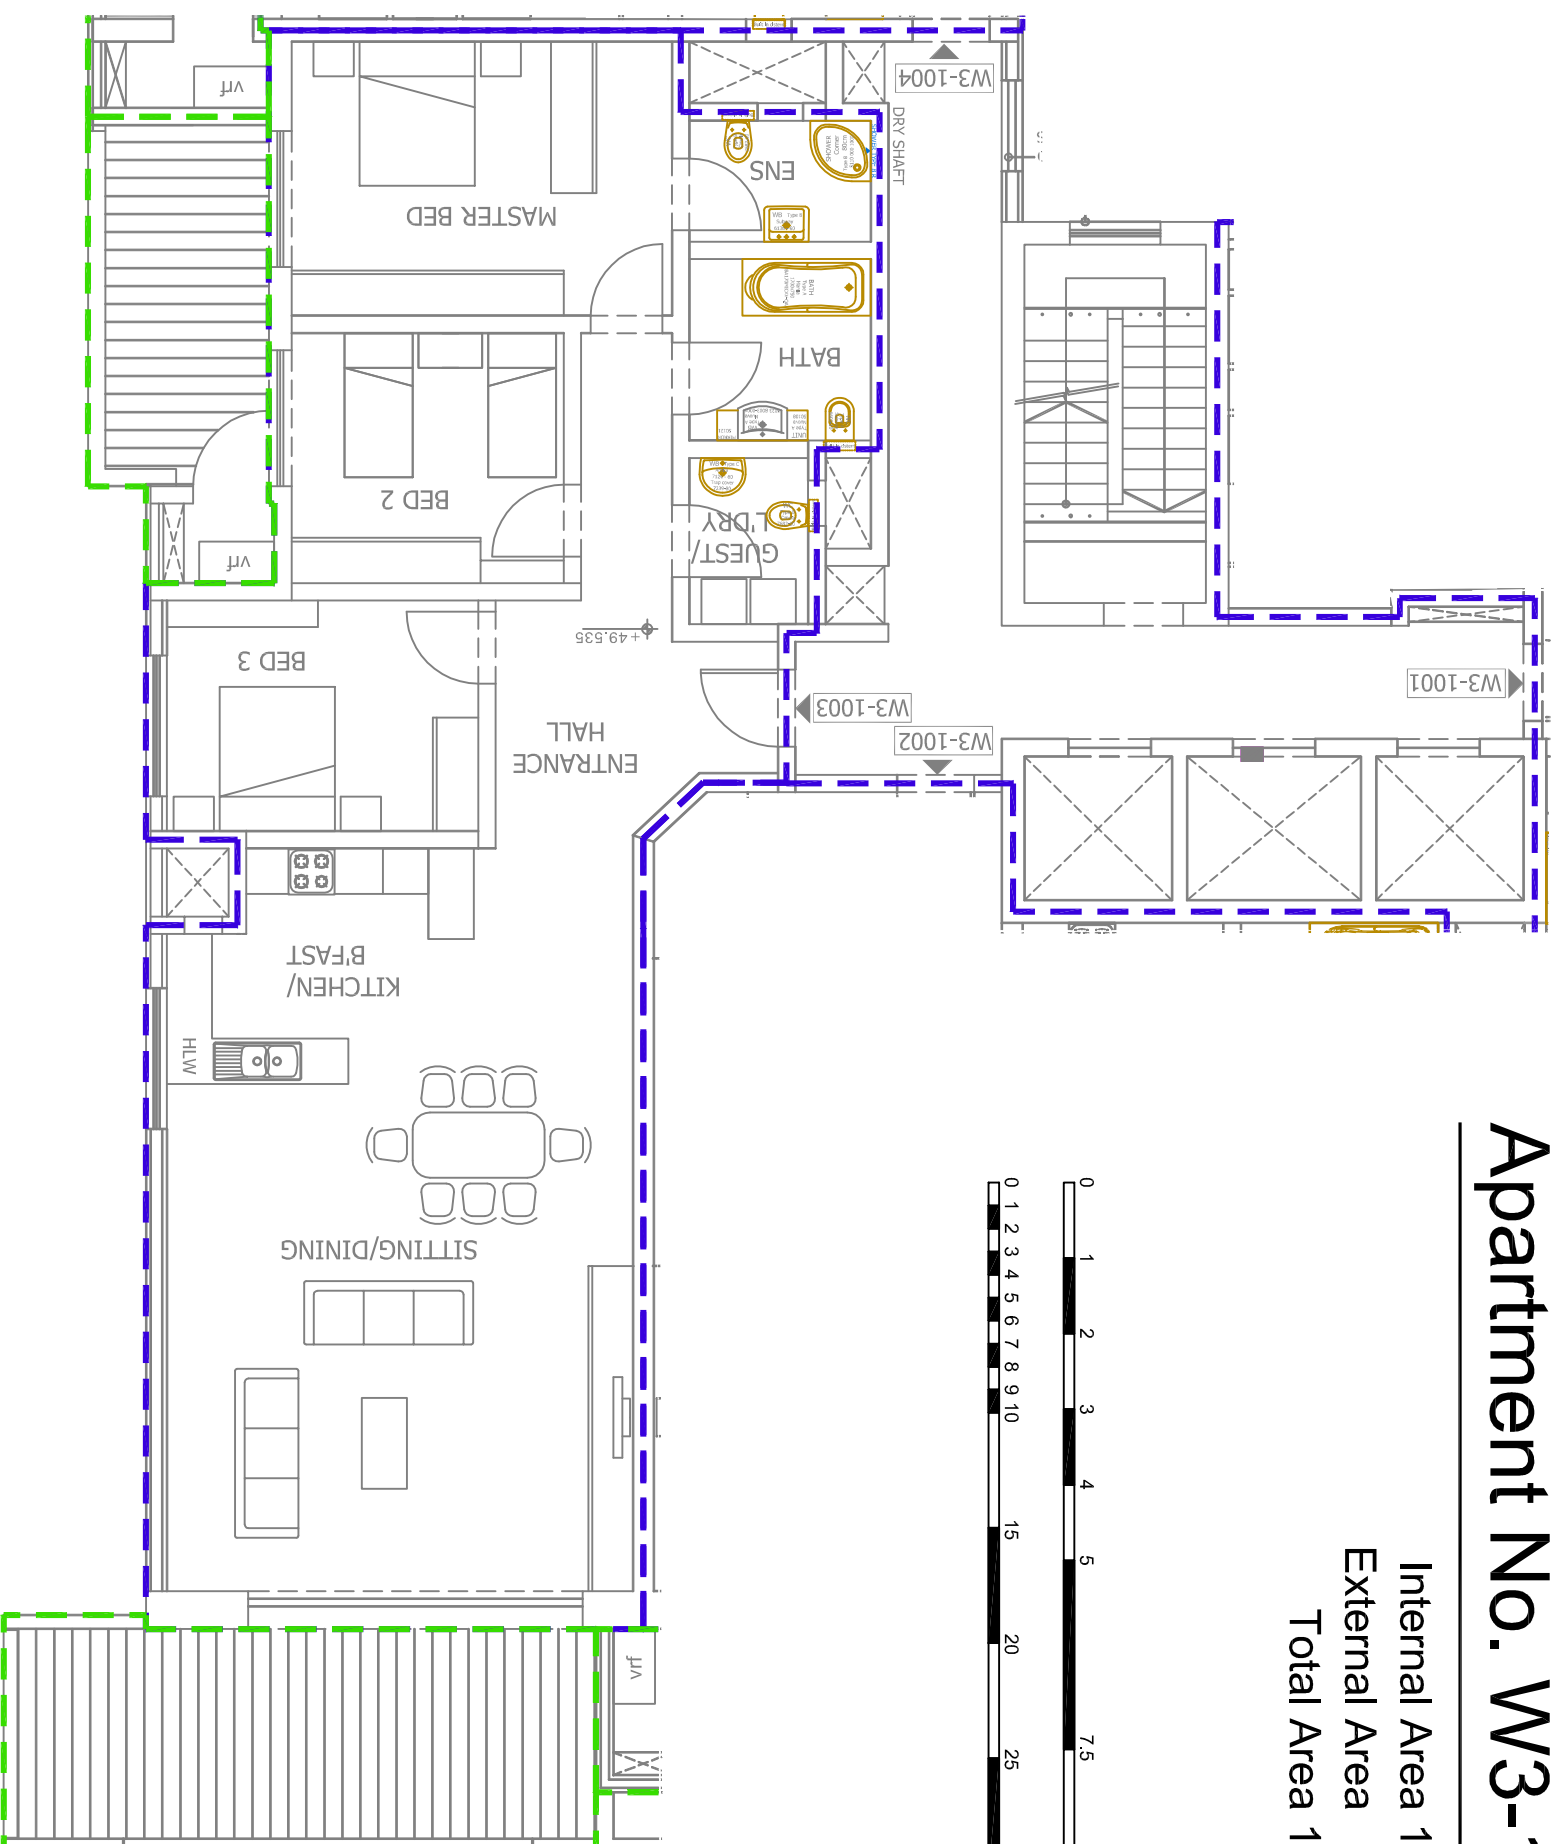 vrf
W3-1004
DRY SHAFT
ENS
MASTER BED
SHOWER
Corner
BATH
BATH
BED 2
GUEST/
L'DRY
vrf
+49.535
BED 3
W3-1001
W3-1003
W3-1002
ENTRANCE
HALL
KITCHEN/
B'FAST
HLW
SITTING/DINING
vrf
0 1 2 3 4 5 6 7 8 9 10 15 20 25
0 1 2 3 4 5 7.5
Apartment No. W3-
Internal Area 1
External Area
Total Area 1